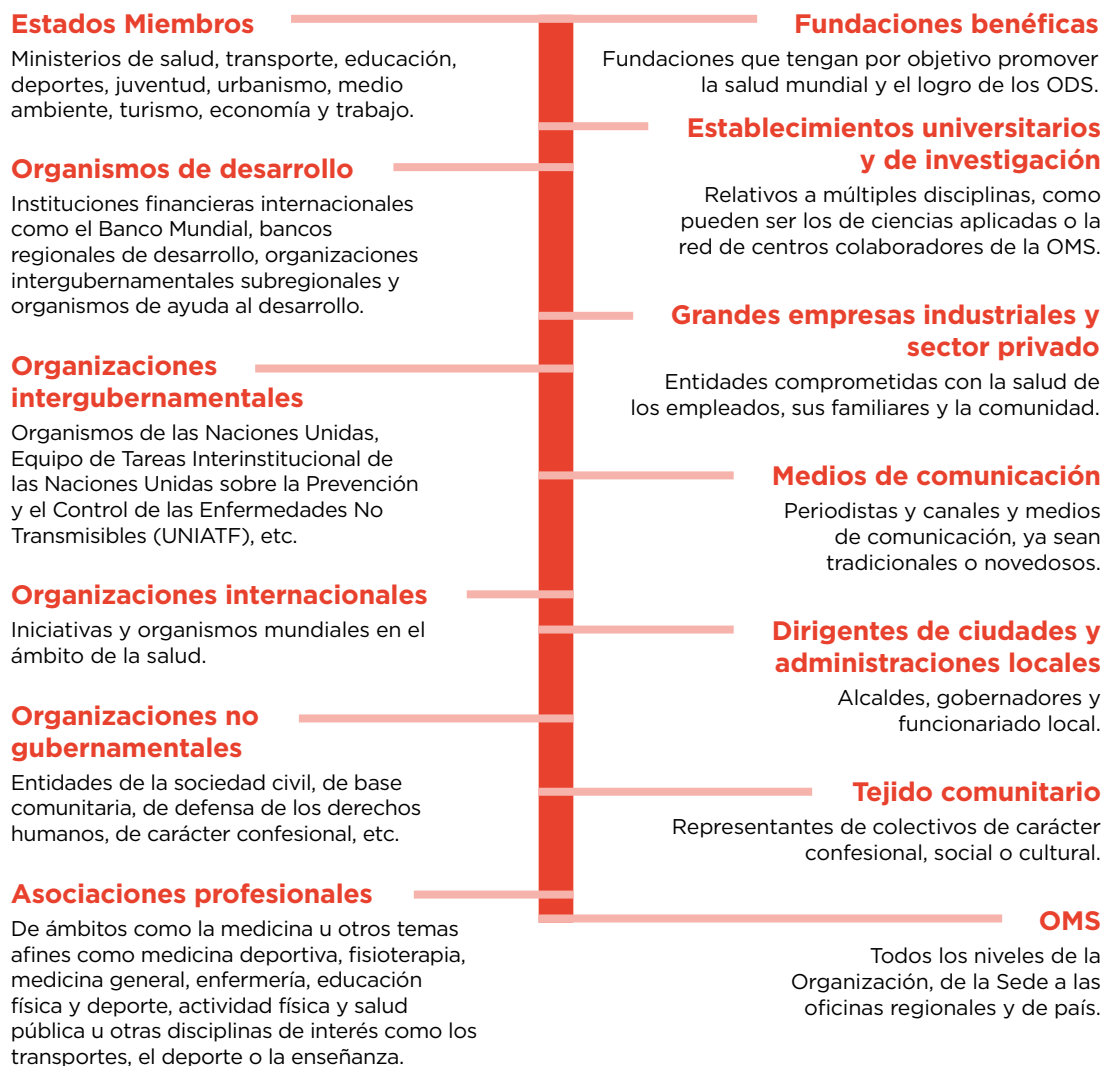 Estados Miembros
Ministerios de salud, transporte, educación,
deportes, juventud, urbanismo, medio
ambiente, turismo, economía y trabajo.
Organismos de desarrollo
Instituciones financieras internacionales
como el Banco Mundial, bancos
regionales de desarrollo, organizaciones
intergubernamentales subregionales y
organismos de ayuda al desarrollo.
Organizaciones
intergubernamentales
Organismos de las Naciones Unidas,
Equipo de Tareas Interinstitucional de
las Naciones Unidas sobre la Prevención
y el Control de las Enfermedades No
Transmisibles (UNIATF), etc.
Organizaciones internacionales
Iniciativas y organismos mundiales en el
ámbito de la salud.
Organizaciones no
gubernamentales
Entidades de la sociedad civil, de base
comunitaria, de defensa de los derechos
humanos, de carácter confesional, etc.
Asociaciones profesionales
De ámbitos como la medicina u otros temas
afines como medicina deportiva, fisioterapia,
medicina general, enfermería, educación
física y deporte, actividad física y salud
pública u otras disciplinas de interés como los
transportes, el deporte o la enseñanza.
Fundaciones benéficas
Fundaciones que tengan por objetivo promover
la salud mundial y el logro de los ODS.
Establecimientos universitarios
y de investigación
Relativos a múltiples disciplinas, como
pueden ser los de ciencias aplicadas o la
red de centros colaboradores de la OMS.
Grandes empresas industriales y
sector privado
Entidades comprometidas con la salud de
los empleados, sus familiares y la comunidad.
Medios de comunicación
Periodistas y canales y medios
de comunicación, ya sean
tradicionales o novedosos.
Dirigentes de ciudades y
administraciones locales
Alcaldes, gobernadores y
funcionariado local.
Tejido comunitario
Representantes de colectivos de carácter
confesional, social o cultural.
OMS
Todos los niveles de la
Organización, de la Sede a las
oficinas regionales y de país.